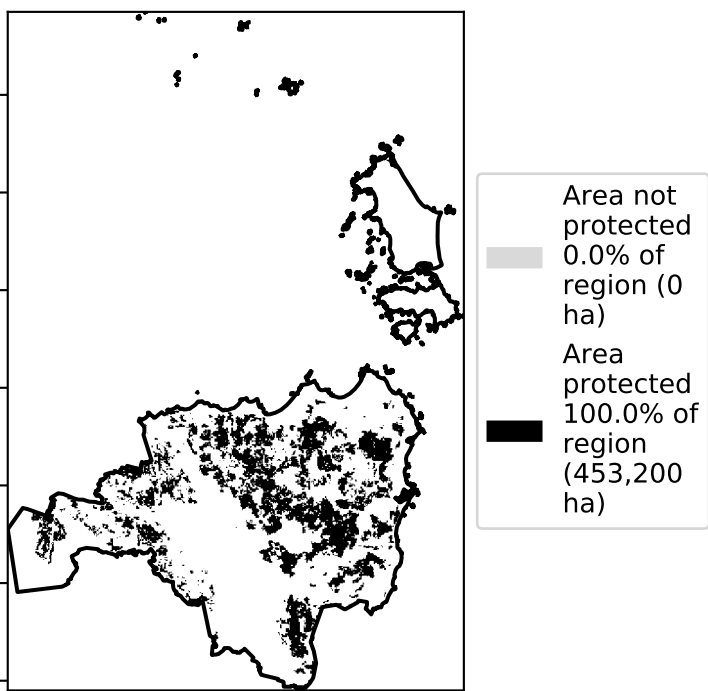 Area not
protected
0.0% of
region (0
ha)
Area
protected
100.0% of
region
(453,200
ha)